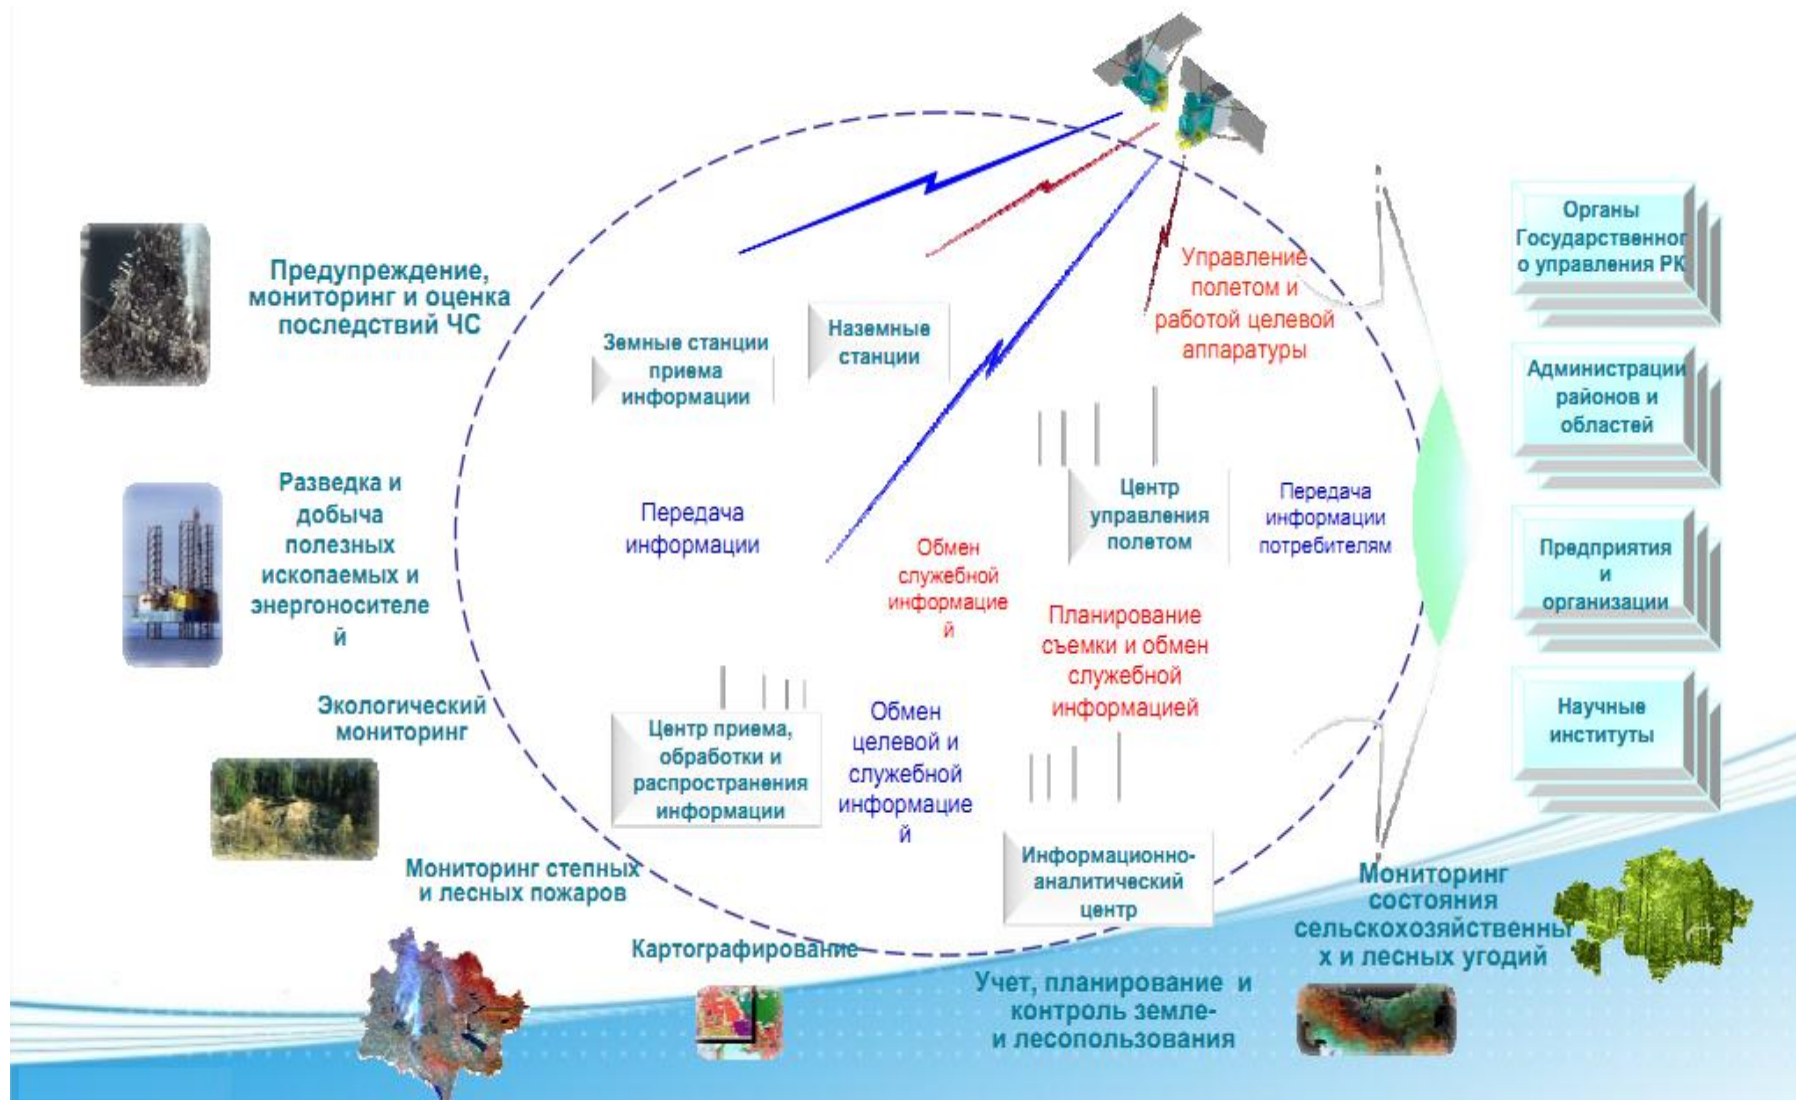 Предупреждение,
мониторинг и оценка
последствий ЧС
Разведка и
добыча
полезных
ископаемых и
энергоносителе
й
Экологический
мониторинг
Мониторинг степных
и лесных пожаров
Картографирование
Учет, планирование и
контроль земле-
и лесопользования
Мониторинг
состояния
сельскохозяйственны
х и лесных угодий
Земные станции
приема
информации
Наземные
станции
Управление
полетом и
работой целевой
аппаратуры
Передача
информации
Обмен
служебной
информацие
й
Центр
управления
полетом
Передача
информации
потребителям
Планирование
съемки и обмен
служебной
информацией
Центр приема,
обработки и
распространения
информации
Обмен
целевой и
служебной
информацие
й
Информационно-
аналитический
центр
Органы
Государственног
о управления РК
Администрации
районов и
областей
Предприятия
и
организации
Научные
институты